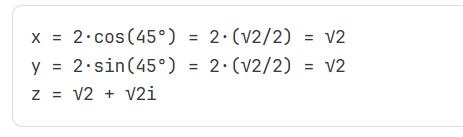 x = 2·cos(45°) = 2·(√2/2) = √2
y = 2·sin(45°) = 2·(√2/2) = √2
z = √2 + √2i